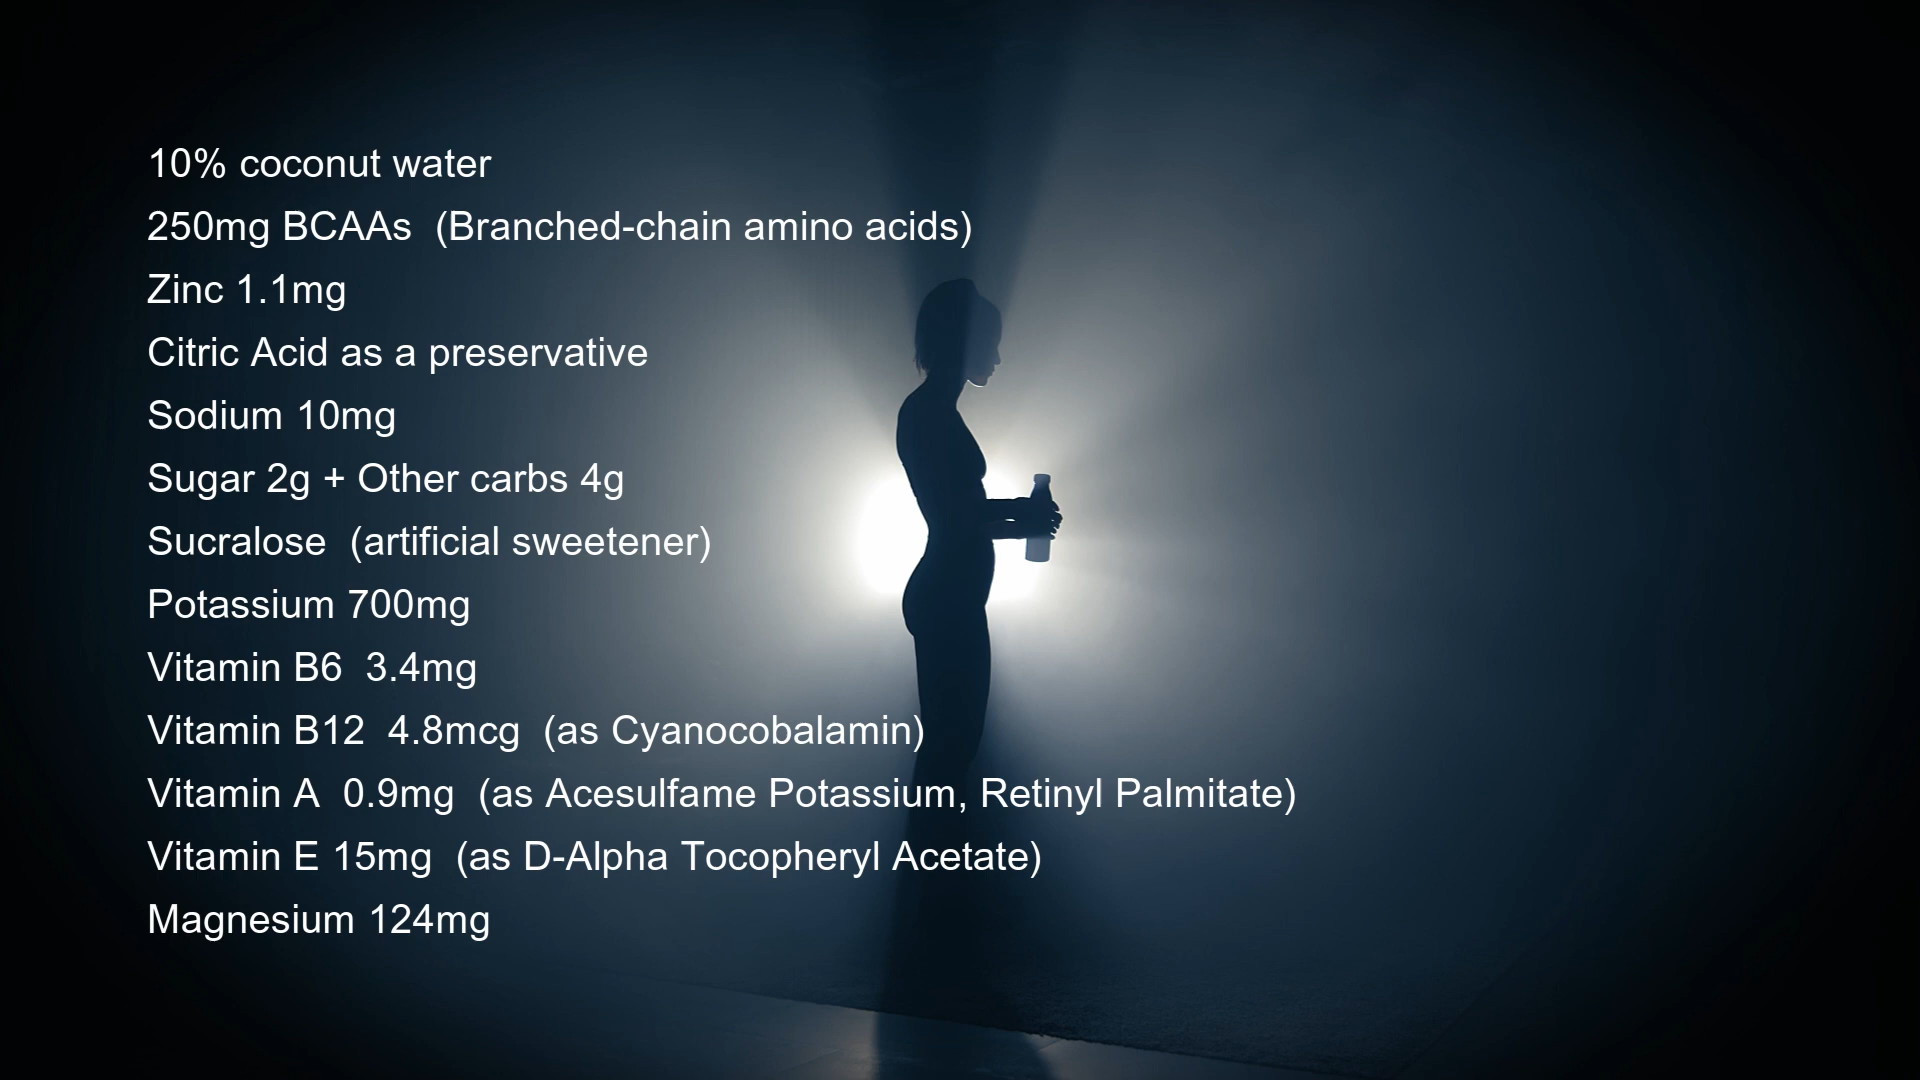 10% coconut water
250mg BCAAs (Branched-chain amino acids)
Zinc 1.1mg
Citric Acid as a preservative
Sodium 10mg
Sugar 2g + Other carbs 4g
Sucralose (artificial sweetener)
Potassium 700mg
Vitamin B6 3.4mg
Vitamin B12 4.8mcg (as Cyanocobalamin)
Vitamin A 0.9mg (as Acesulfame Potassium, Retinyl Palmitate)
Vitamin E 15mg (as D-Alpha Tocopheryl Acetate)
Magnesium 124mg